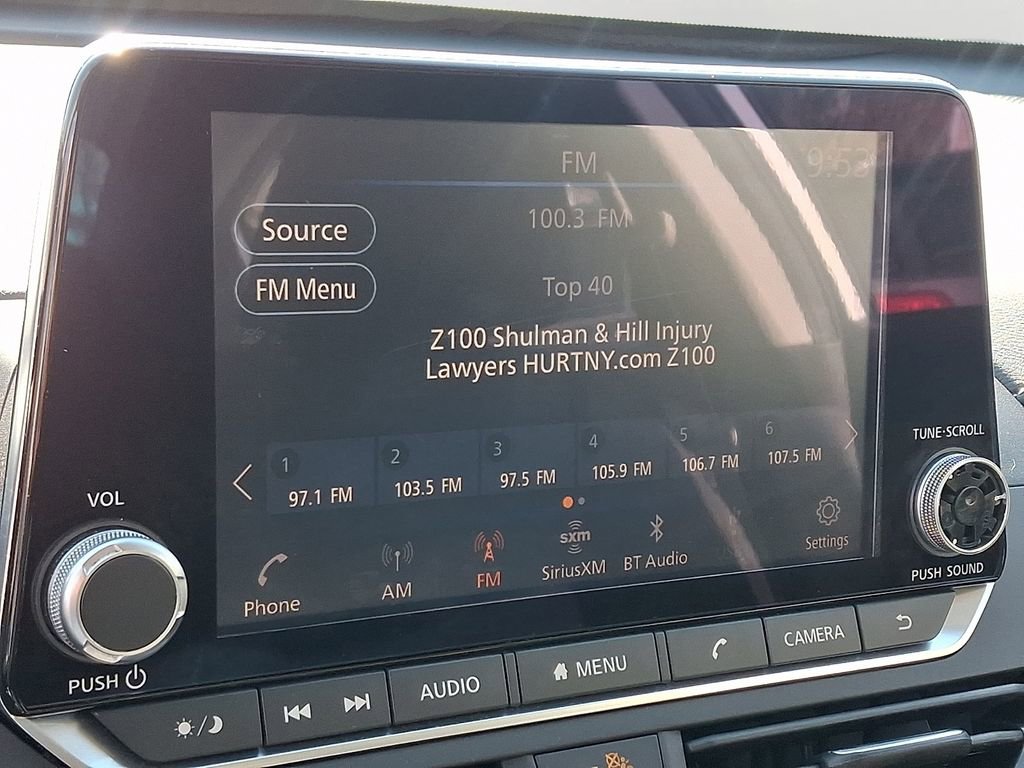 FM
9:53
Source
100.3 FM
FM Menu
Top 40
Z100 Shulman & Hill Injury
Lawyers HURTNY.com Z100
1
97.1 FM
2
103.5 FM
3
97.5 FM
4
105.9 FM
5
106.7 FM
6
107.5 FM
Phone
AM
FM
sxm
SiriusXM
BT Audio
Settings
VOL
PUSH
TUNE·SCROLL
PUSH SOUND
AUDIO
MENU
CAMERA